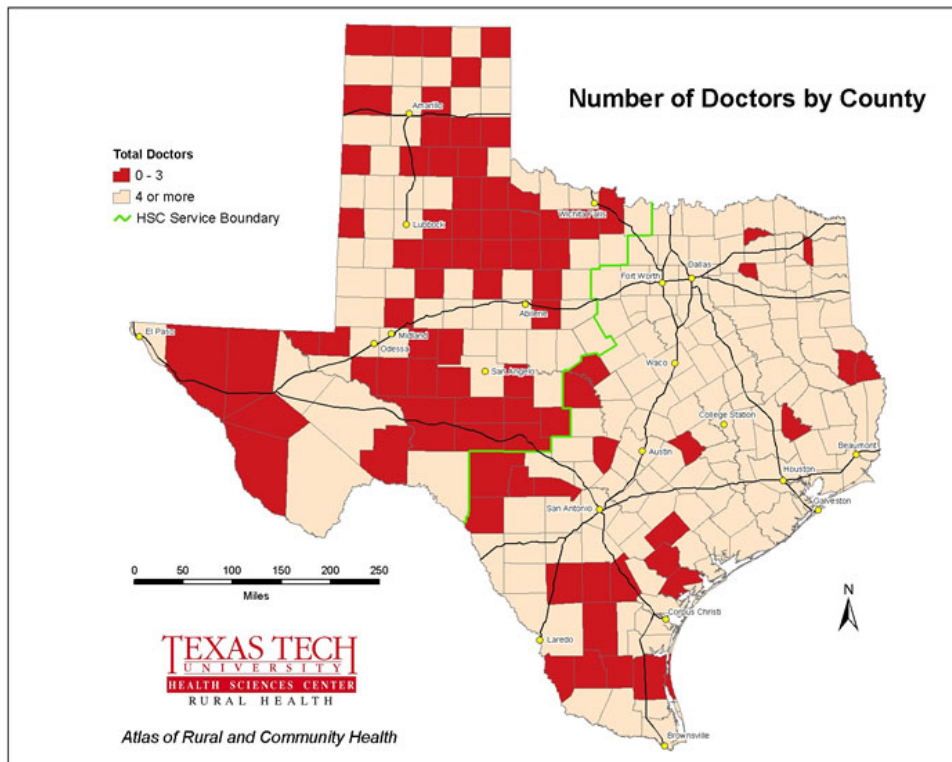 Number of Doctors by County
Total Doctors
0 - 3
4 or more
HSC Service Boundary
Amarillo
Lubbock
Wichita Falls
Fort Worth
Dallas
Abilene
El Paso
Midland
Odessa
San Angelo
Waco
College Station
Austin
Beaumont
Houston
San Antonio
Galveston
Corpus Christi
Laredo
Brownsville
0 50 100 150 200 250
Miles
N
TEXAS TECH
UNIVERSITY
HEALTH SCIENCES CENTER
RURAL HEALTH
Atlas of Rural and Community Health